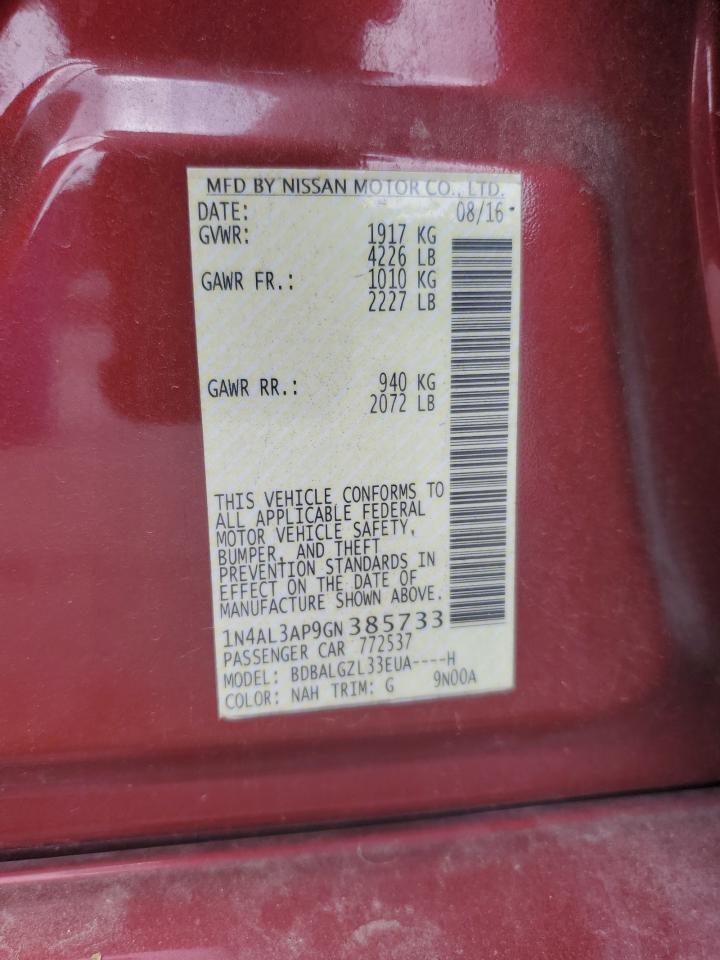 MFD BY NISSAN MOTOR CO., LTD.
DATE: 08/16
GVWR: 1917 KG
4226 LB
GAWR FR.: 1010 KG
2227 LB
GAWR RR.: 940 KG
2072 LB
THIS VEHICLE CONFORMS TO
ALL APPLICABLE FEDERAL
MOTOR VEHICLE SAFETY,
BUMPER, AND THEFT
PREVENTION STANDARDS IN
EFFECT ON THE DATE OF
MANUFACTURE SHOWN ABOVE.
1N4AL3AP9GN385733
PASSENGER CAR 772537
MODEL: BDBALGZL33EUA----H
COLOR: NAH TRIM: G 9N00A